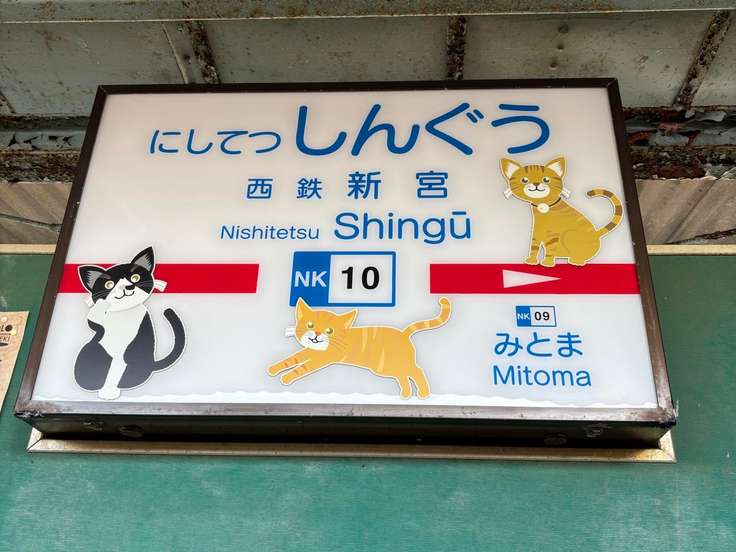 にしてつ しんぐう
西鉄 新宮
Nishitetsu Shingū
NK 10
NK 09
みとま
Mitoma